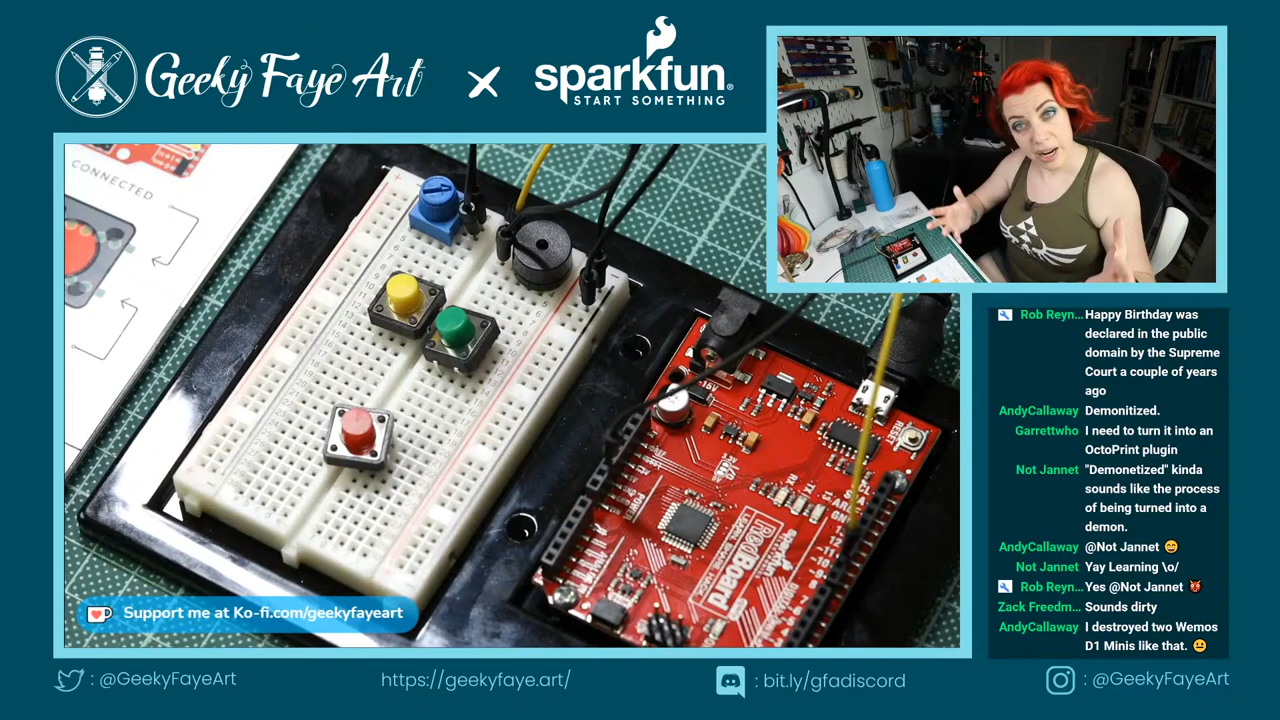 Geeky Faye Art
sparkfun®
START SOMETHING
CONNECTED
-15V
RESET
RedBoard
Support me at Ko-fi.com/geekyfayeart
Rob Reyn... Happy Birthday was
declared in the public
domain by the Supreme
Court a couple of years
ago
AndyCallaway Demonitized.
Garrettwho I need to turn it into an
OctoPrint plugin
Not Jannet "Demonetized" kinda
sounds like the process
of being turned into a
demon.
AndyCallaway @Not Jannet 😄
Not Jannet Yay Learning \o/
Rob Reyn... Yes @Not Jannet 👹
Zack Freedm... Sounds dirty
AndyCallaway I destroyed two Wemos
D1 Minis like that. 😐
: @GeekyFayeArt
https://geekyfaye.art/
: bit.ly/gfadiscord
: @GeekyFayeArt